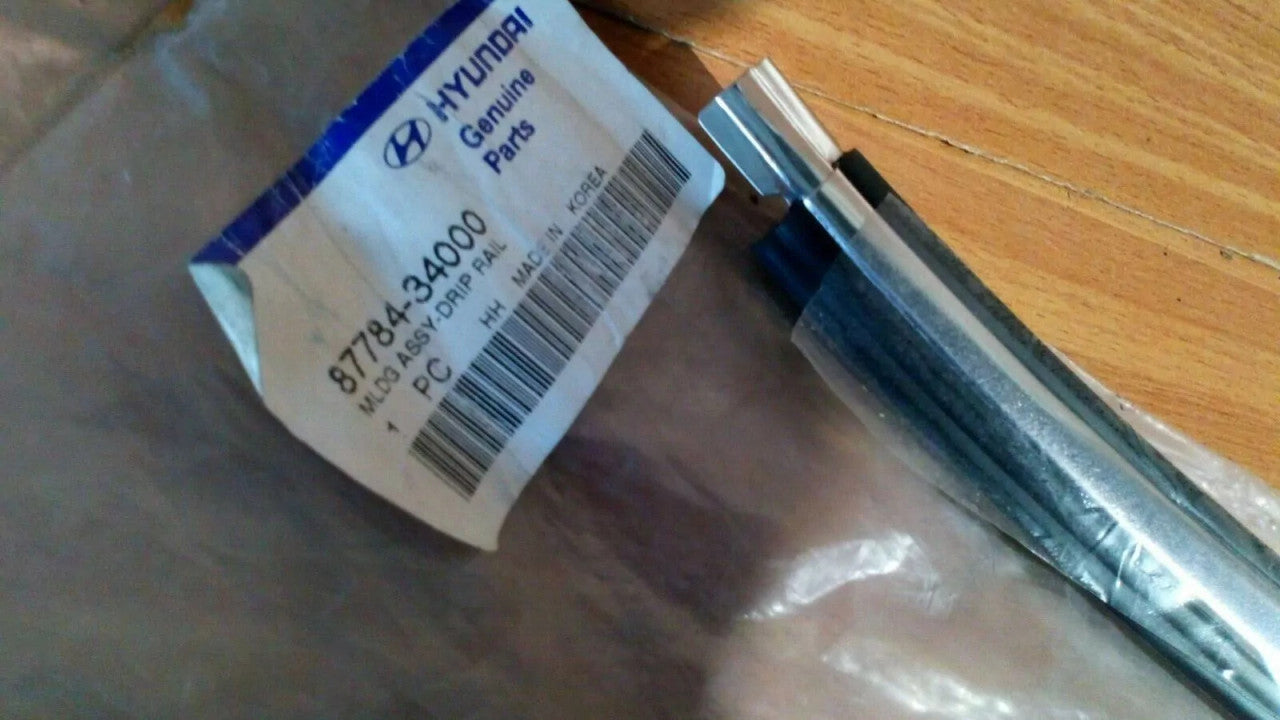 HYUNDAI
Genuine
Parts
87784-34000
MLDG ASSY-DRIP RAIL
1 PC HH MADE IN KOREA